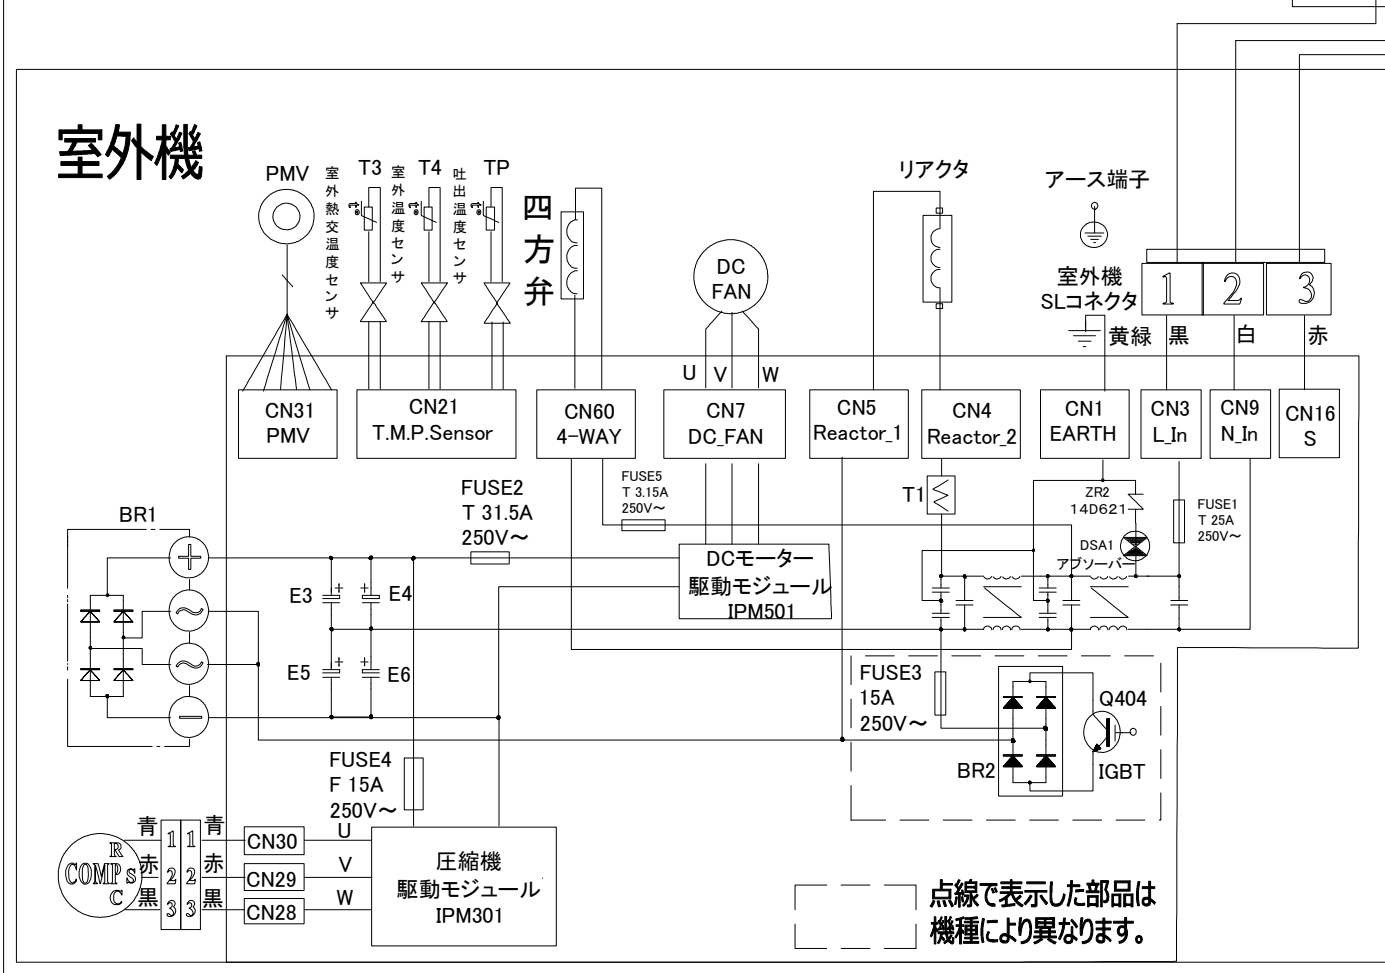 室外機
PMV
室外熱交温度センサ
T3
室外温度センサ
T4
吐出温度センサ
TP
四方弁
DC
FAN
リアクタ
アース端子
室外機
SLコネクタ
1
2
3
黄緑
黒
白
赤
U
V
W
CN31
PMV
CN21
T.M.P.Sensor
CN60
4-WAY
CN7
DC_FAN
CN5
Reactor_1
CN4
Reactor_2
CN1
EARTH
CN3
L_In
CN9
N_In
CN16
S
BR1
FUSE2
T 31.5A
250V～
FUSE5
T 3.15A
250V～
T1
ZR2
14D621
DSA1
アブソーバー
FUSE1
T 25A
250V～
DCモーター
駆動モジュール
IPM501
E3
E4
E5
E6
FUSE3
15A
250V～
BR2
Q404
IGBT
FUSE4
F 15A
250V～
COMP
R
S
C
青
赤
黒
1
2
3
1
2
3
青
赤
黒
CN30
CN29
CN28
U
V
W
圧縮機
駆動モジュール
IPM301
点線で表示した部品は
機種により異なります。